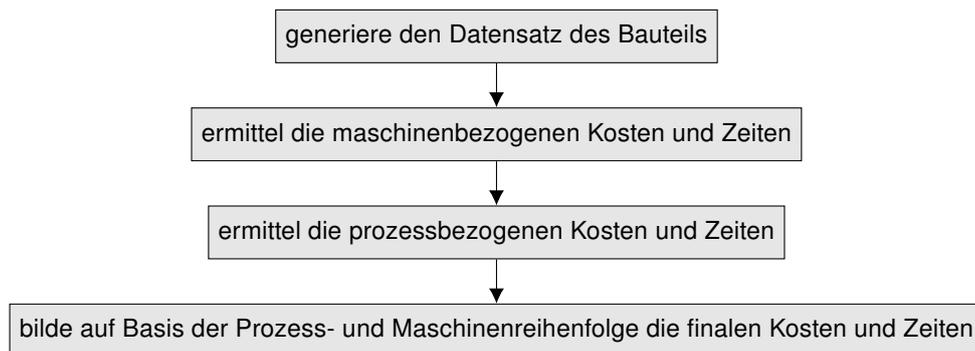 generiere den Datensatz des Bauteils
ermittel die maschinenbezogenen Kosten und Zeiten
ermittel die prozessbezogenen Kosten und Zeiten
bilde auf Basis der Prozess- und Maschinenreihenfolge die finalen Kosten und Zeiten